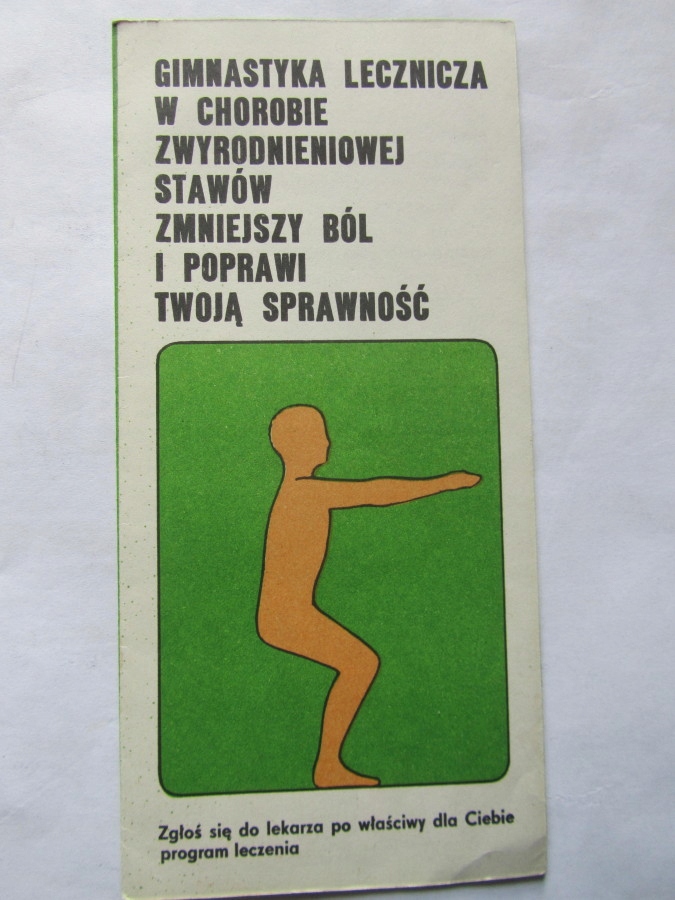 GIMNASTYKA LECZNICZA
W CHOROBIE
ZWYRODNIENIOWEJ
STAWÓW
ZMNIEJSZY BÓL
I POPRAWI
TWOJĄ SPRAWNOŚĆ
Zgłoś się do lekarza po właściwy dla Ciebie
program leczenia